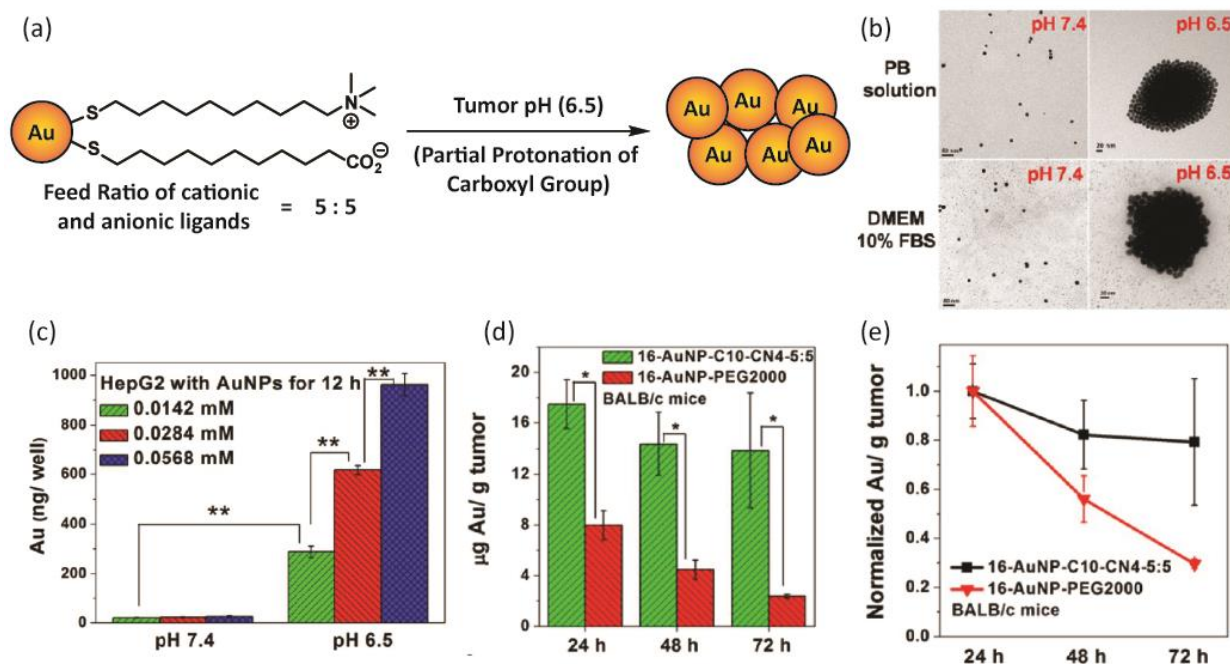 (a)
Au
S
S
N
⊕
CO₂⊖
Feed Ratio of cationic
and anionic ligands = 5 : 5
Tumor pH (6.5)
(Partial Protonation of
Carboxyl Group)
Au
Au
Au
Au
Au
Au
(b)
pH 7.4
pH 6.5
PB
solution
20 nm
pH 7.4
pH 6.5
DMEM
10% FBS
(c)
1000
800
600
400
200
0
Au (ng/ well)
HepG2 with AuNPs for 12 h
0.0142 mM
0.0284 mM
0.0568 mM
**
**
**
pH 7.4
pH 6.5
(d)
20
16
12
8
4
0
µg Au/ g tumor
16-AuNP-C10-CN4-5:5
16-AuNP-PEG2000
BALB/c mice
*
*
*
24 h
48 h
72 h
(e)
1.0
0.8
0.6
0.4
0.2
0.0
Normalized Au/ g tumor
16-AuNP-C10-CN4-5:5
16-AuNP-PEG2000
BALB/c mice
24 h
48 h
72 h